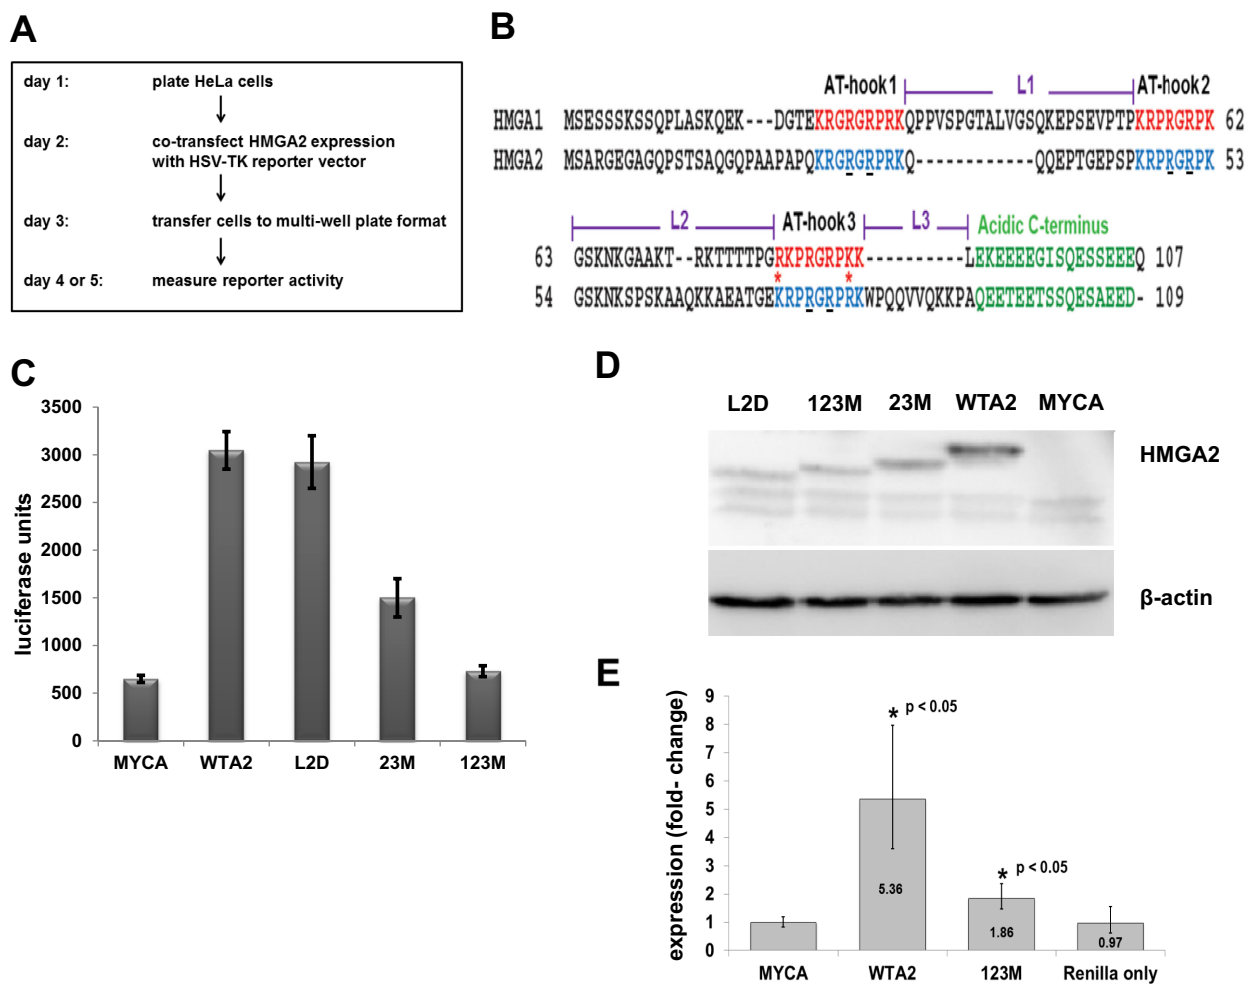 A
day 1: plate HeLa cells
day 2: co-transfect HMGA2 expression
with HSV-TK reporter vector
day 3: transfer cells to multi-well plate format
day 4 or 5: measure reporter activity
B
AT-hook1 L1 AT-hook2
HMGA1 MSESSSKSSQPLASKQEK---DGTEKRGRGRPRKQPPVSPGTALVGSQKEPSEVPTPKRPRGRPK 62
HMGA2 MSARGEGAGQPSTSAQGQPAAPAPQKRGRGRPRKQ------------QQEPTGEPSPKRPRGRPK 53
L2 AT-hook3 L3 Acidic C-terminus
63 GSKNKGAAKT--RKTTTTPGRKPRGRPKK----------LEKEEEEGISQESSEEEQ 107
* *
54 GSKNKSPSKAAQKKAEATGEKRPRGRPRKWPQQVVQKKPAQEETEETSSQESAEED- 109
C
luciferase units
3500
3000
2500
2000
1500
1000
500
0
MYCA WTA2 L2D 23M 123M
D
L2D 123M 23M WTA2 MYCA
HMGA2
β-actin
E
expression (fold- change)
9
8
7
6
5
4
3
2
1
0
* p < 0.05
* p < 0.05
5.36
1.86
0.97
MYCA WTA2 123M Renilla only